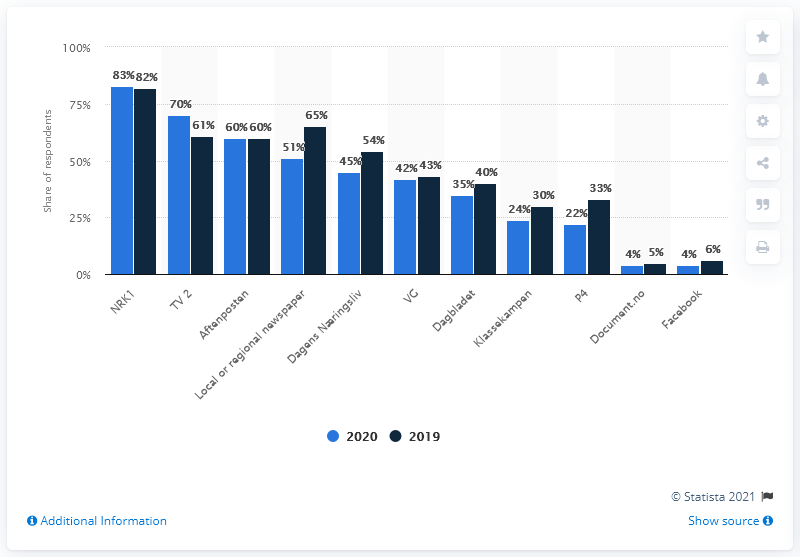 100%
75%
50%
25%
0%
Share of respondents
83% 82%
70% 61%
60% 60%
51% 65%
45% 54%
42% 43%
35% 40%
24% 30%
22% 33%
4% 5%
4% 6%
NRK1
TV 2
Aftenposten
Local or regional newspaper
Dagens Næringsliv
VG
Dagbladet
Klassekampen
P4
Document.no
Facebook
2020 2019
© Statista 2021
Additional Information
Show source